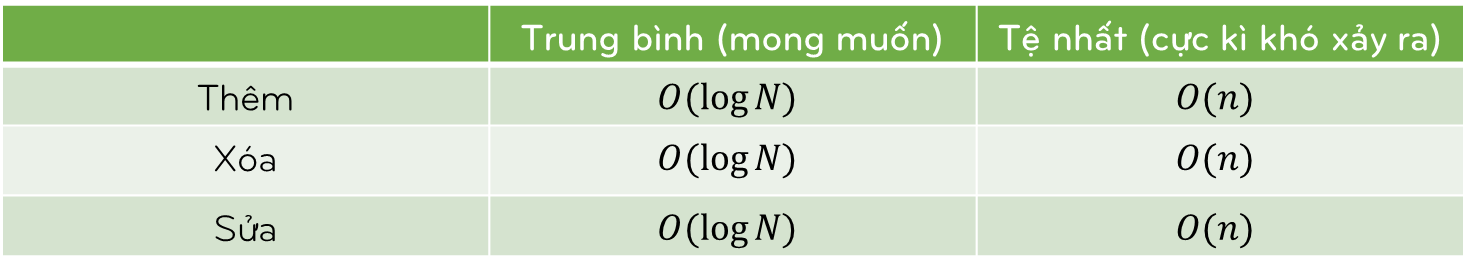 Trung bình (mong muốn) Tệ nhất (cực kì khó xảy ra)
Thêm O(log N) O(n)
Xóa O(log N) O(n)
Sửa O(log N) O(n)